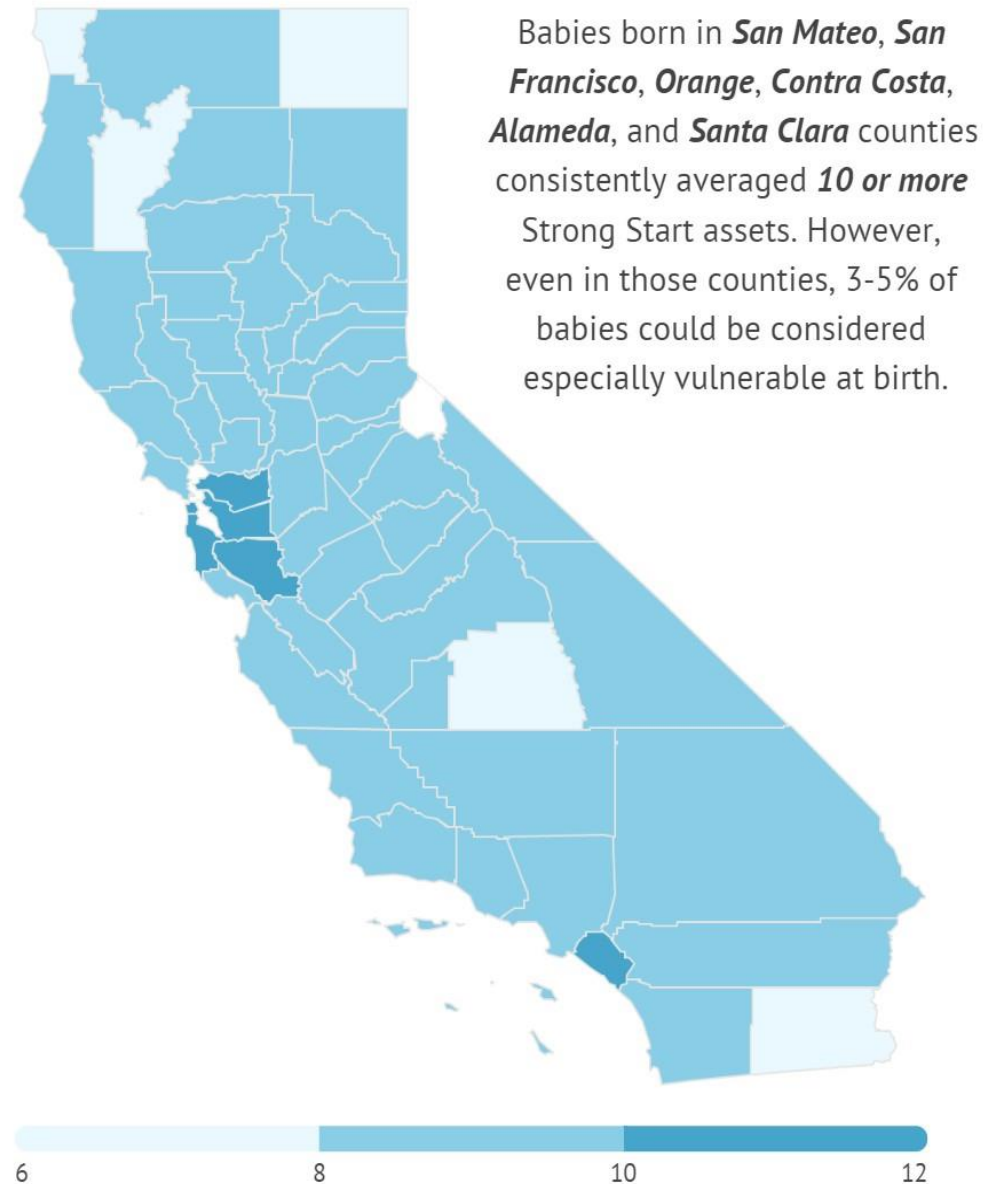 Babies born in San Mateo, San
Francisco, Orange, Contra Costa,
Alameda, and Santa Clara counties
consistently averaged 10 or more
Strong Start assets. However,
even in those counties, 3-5% of
babies could be considered
especially vulnerable at birth.
6 8 10 12